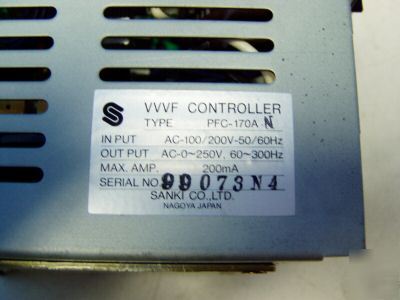 VVVF CONTROLLER
TYPE PFC-170A N
IN PUT AC-100/200V-50/60Hz
OUT PUT AC-0~250V, 60~300Hz
MAX. AMP. 200mA
SERIAL NO 99073N4
SANKI CO.,LTD.
NAGOYA JAPAN